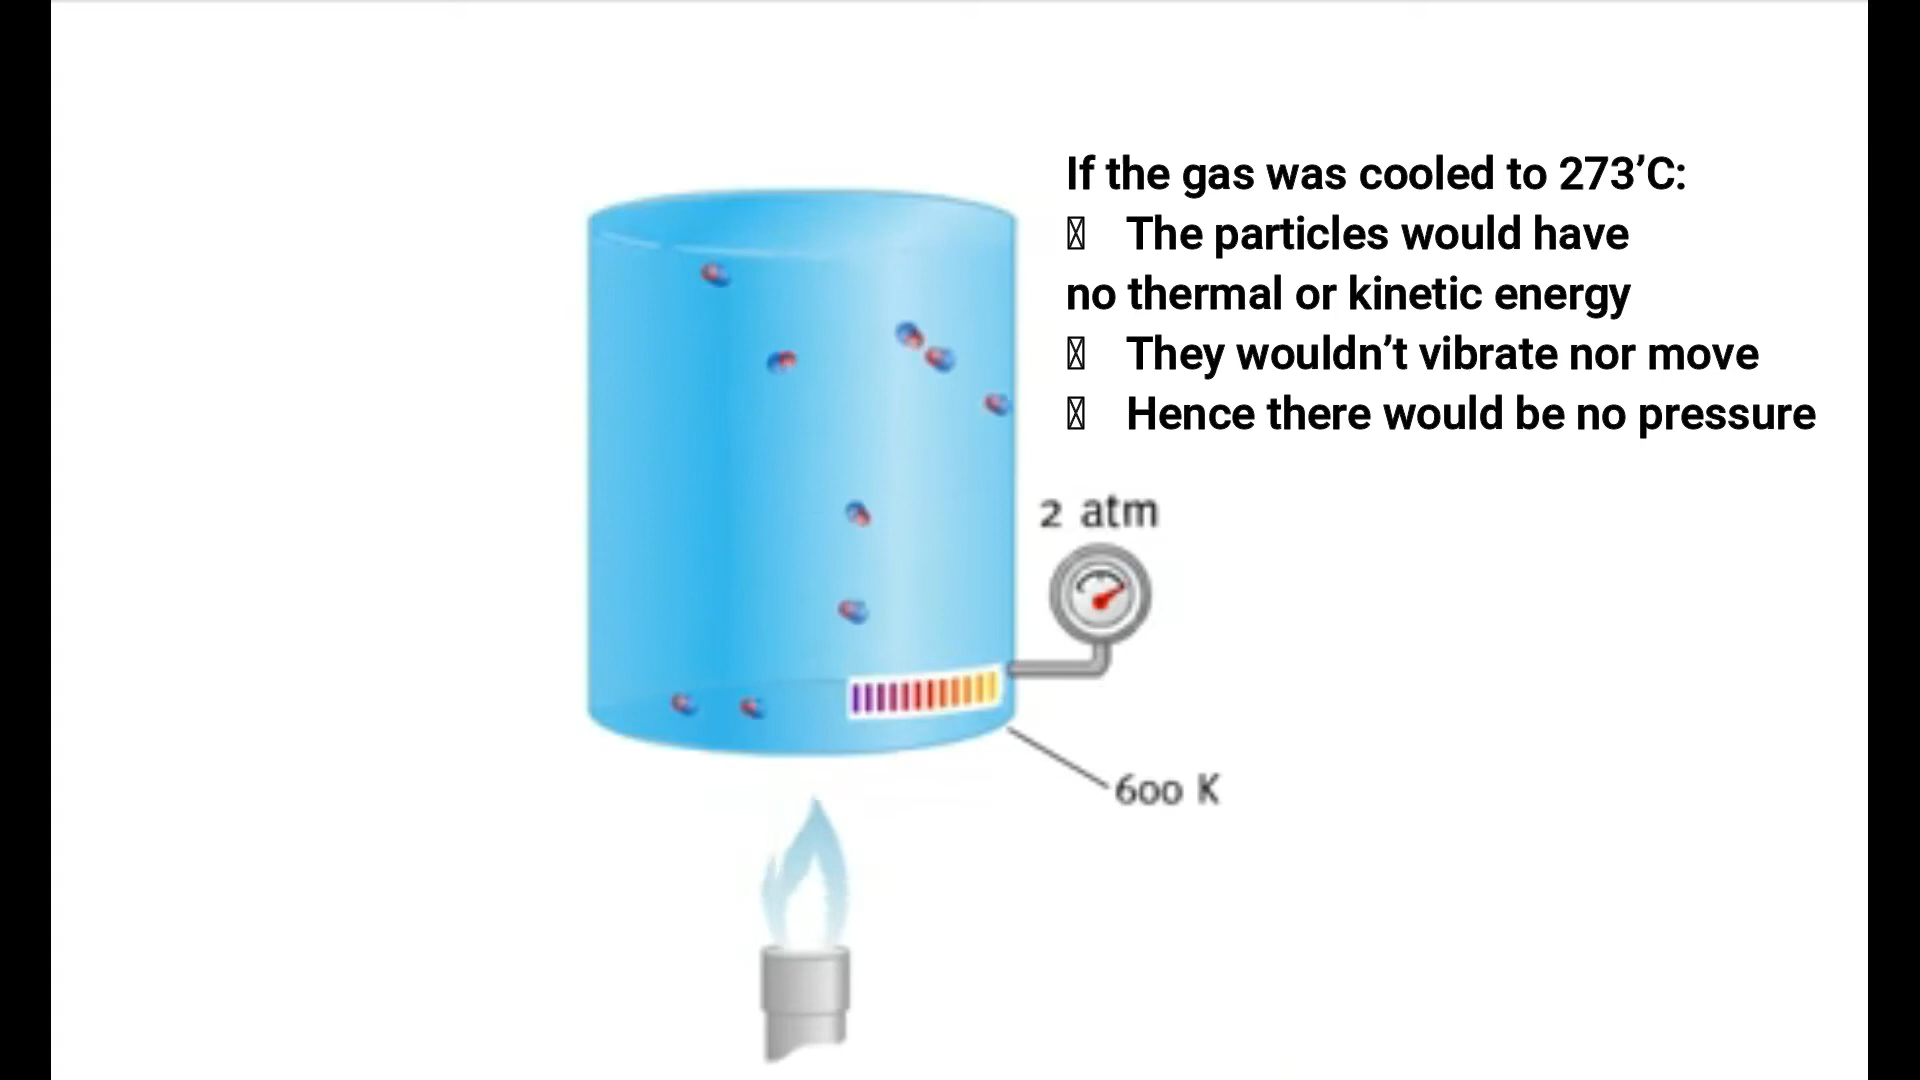 If the gas was cooled to 273’C:
The particles would have
no thermal or kinetic energy
They wouldn’t vibrate nor move
Hence there would be no pressure
2 atm
600 K